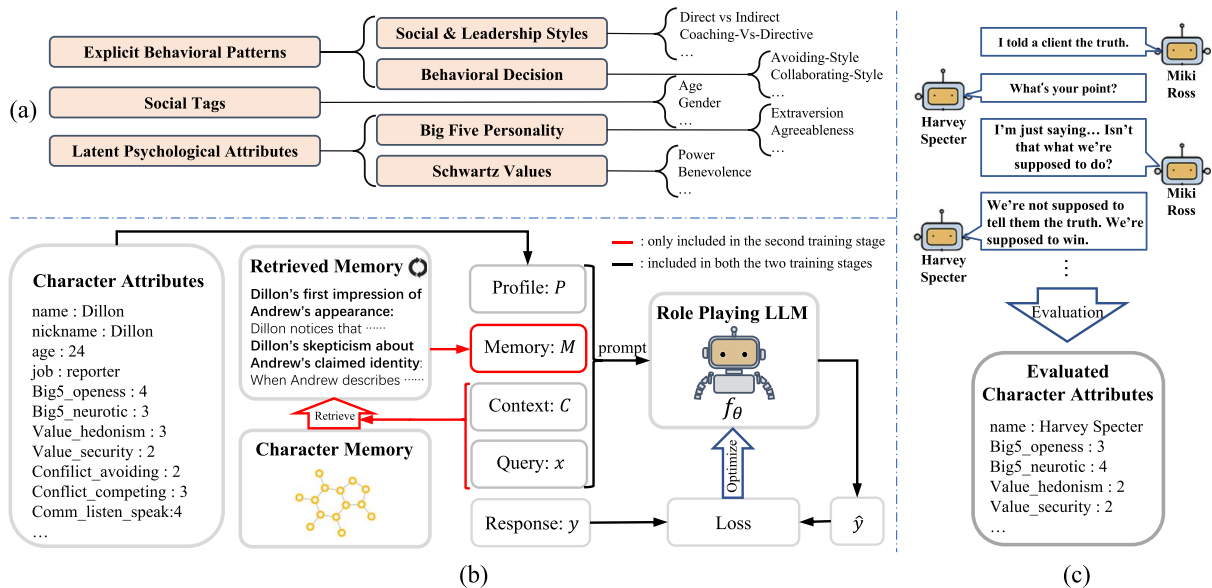 (a)
Explicit Behavioral Patterns
Social Tags
Latent Psychological Attributes
Social & Leadership Styles
Behavioral Decision
Big Five Personality
Schwartz Values
Direct vs Indirect
Coaching-Vs-Directive
…
Avoiding-Style
Collaborating-Style
…
Age
Gender
…
Extraversion
Agreeableness
…
Power
Benevolence
…
Character Attributes
name : Dillon
nickname : Dillon
age : 24
job : reporter
Big5_openess : 4
Big5_neurotic : 3
Value_hedonism : 3
Value_security : 2
Confilict_avoiding : 2
Conflict_competing : 3
Comm_listen_speak:4
…
Retrieved Memory
Dillon's first impression of
Andrew's appearance:
Dillon notices that ······
Dillon's skepticism about
Andrew's claimed identity:
When Andrew describes ······
Retrieve
Character Memory
Profile: P
Memory: M
Context: C
Query: x
Response: y
: only included in the second training stage
: included in both the two training stages
prompt
Role Playing LLM
fθ
Optimize
Loss
ŷ
(b)
I told a client the truth.
Miki
Ross
What's your point?
Harvey
Specter
I'm just saying… Isn't
that what we're
supposed to do?
Miki
Ross
We're not supposed to
tell them the truth. We're
supposed to win.
Harvey
Specter
⋮
Evaluation
Evaluated
Character Attributes
name : Harvey Specter
Big5_openess : 3
Big5_neurotic : 4
Value_hedonism : 2
Value_security : 2
…
(c)